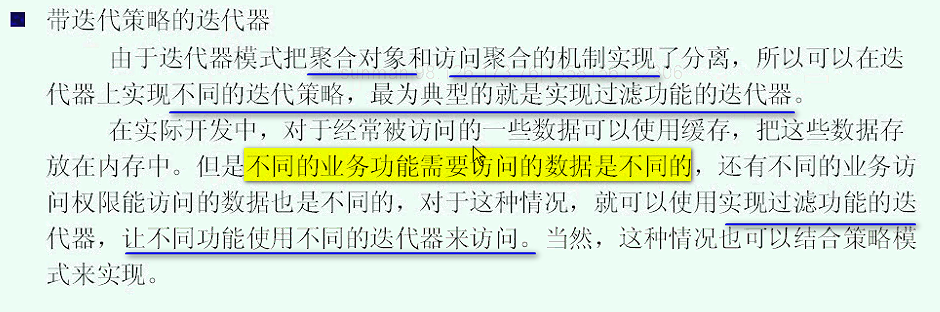 带迭代策略的迭代器
由于迭代器模式把聚合对象和访问聚合的机制实现了分离，所以可以在迭
代器上实现不同的迭代策略，最为典型的就是实现过滤功能的迭代器。
在实际开发中，对于经常被访问的一些数据可以使用缓存，把这些数据存
放在内存中。但是不同的业务功能需要访问的数据是不同的，还有不同的业务访
问权限能访问的数据也是不同的，对于这种情况，就可以使用实现过滤功能的迭
代器，让不同功能使用不同的迭代器来访问。当然，这种情况也可以结合策略模
式来实现。